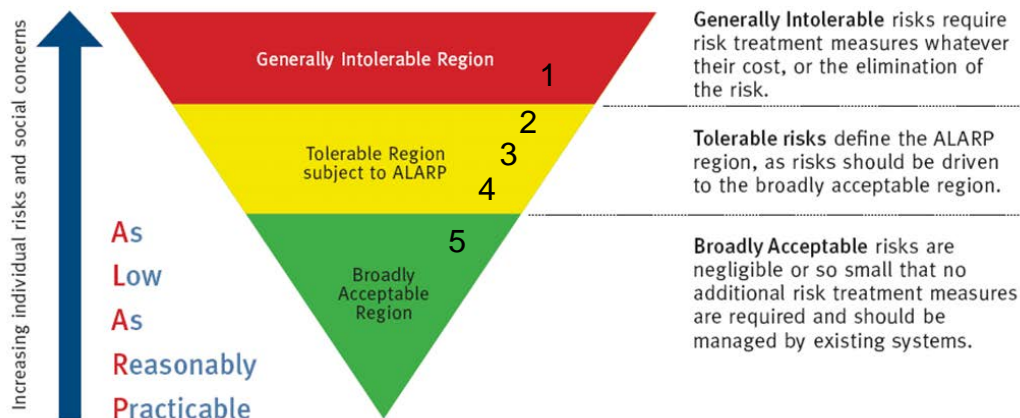 Increasing individual risks and social concerns
As
Low
As
Reasonably
Practicable
Generally Intolerable Region
1
2
Tolerable Region
subject to ALARP
3
4
5
Broadly
Acceptable
Region
Generally Intolerable risks require
risk treatment measures whatever
their cost, or the elimination of
the risk.
Tolerable risks define the ALARP
region, as risks should be driven
to the broadly acceptable region.
Broadly Acceptable risks are
negligible or so small that no
additional risk treatment measures
are required and should be
managed by existing systems.